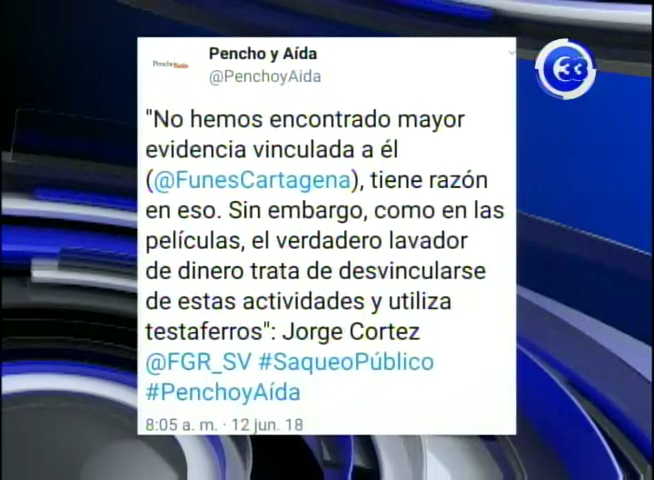 Pencho y Aída
@PenchoyAida
33
"No hemos encontrado mayor
evidencia vinculada a él
(@FunesCartagena), tiene razón
en eso. Sin embargo, como en las
películas, el verdadero lavador
de dinero trata de desvincularse
de estas actividades y utiliza
testaferros": Jorge Cortez
@FGR_SV #SaqueoPúblico
#PenchoyAída
8:05 a. m. · 12 jun. 18